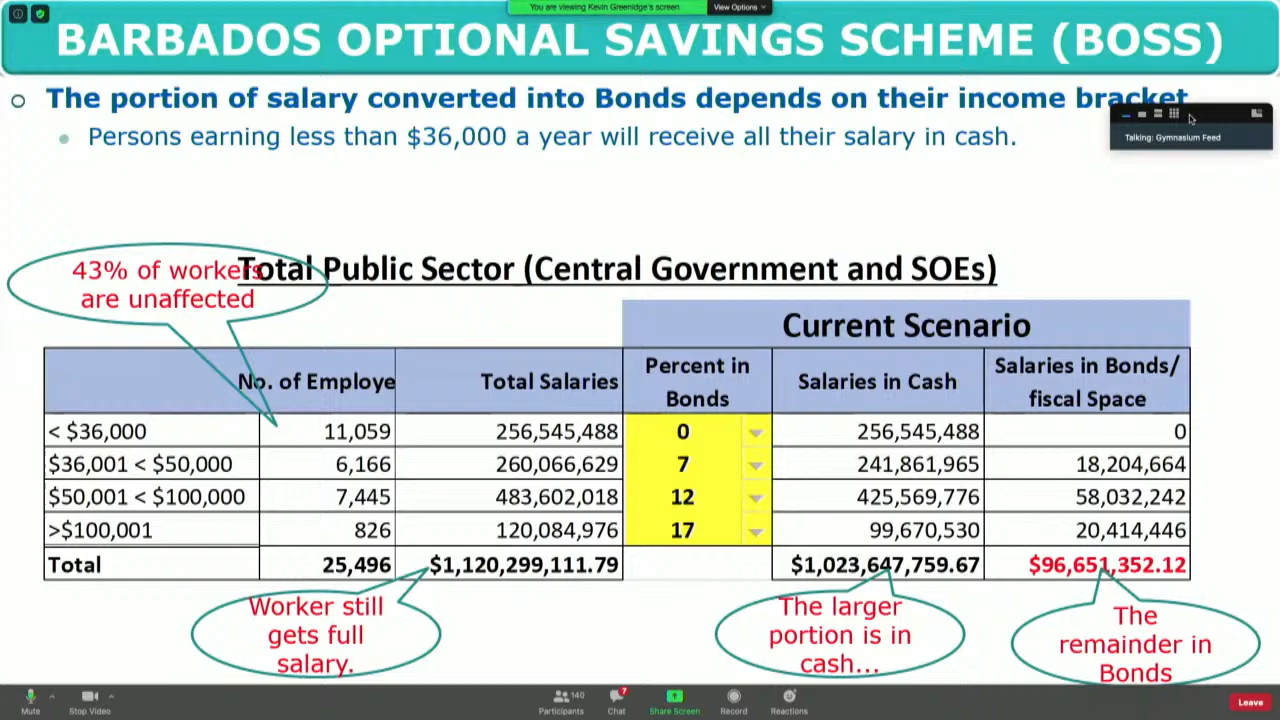 You are viewing Kevin Greenidge's screen
View Options
BARBADOS OPTIONAL SAVINGS SCHEME (BOSS)
The portion of salary converted into Bonds depends on their income bracket
Talking: Gymnasium Feed
Persons earning less than $36,000 a year will receive all their salary in cash.
43% of workers
are unaffected
Total Public Sector (Central Government and SOEs)
Current Scenario
No. of Employe Total Salaries Percent in Bonds Salaries in Cash Salaries in Bonds/ fiscal Space
< $36,000 11,059 256,545,488 0 256,545,488 0
$36,001 < $50,000 6,166 260,066,629 7 241,861,965 18,204,664
$50,001 < $100,000 7,445 483,602,018 12 425,569,776 58,032,242
>$100,001 826 120,084,976 17 99,670,530 20,414,446
Total 25,496 $1,120,299,111.79 $1,023,647,759.67 $96,651,352.12
Worker still
gets full
salary.
The larger
portion is in
cash...
The
remainder in
Bonds
Mute Stop Video 140 Participants 7 Chat Share Screen Record Reactions Leave